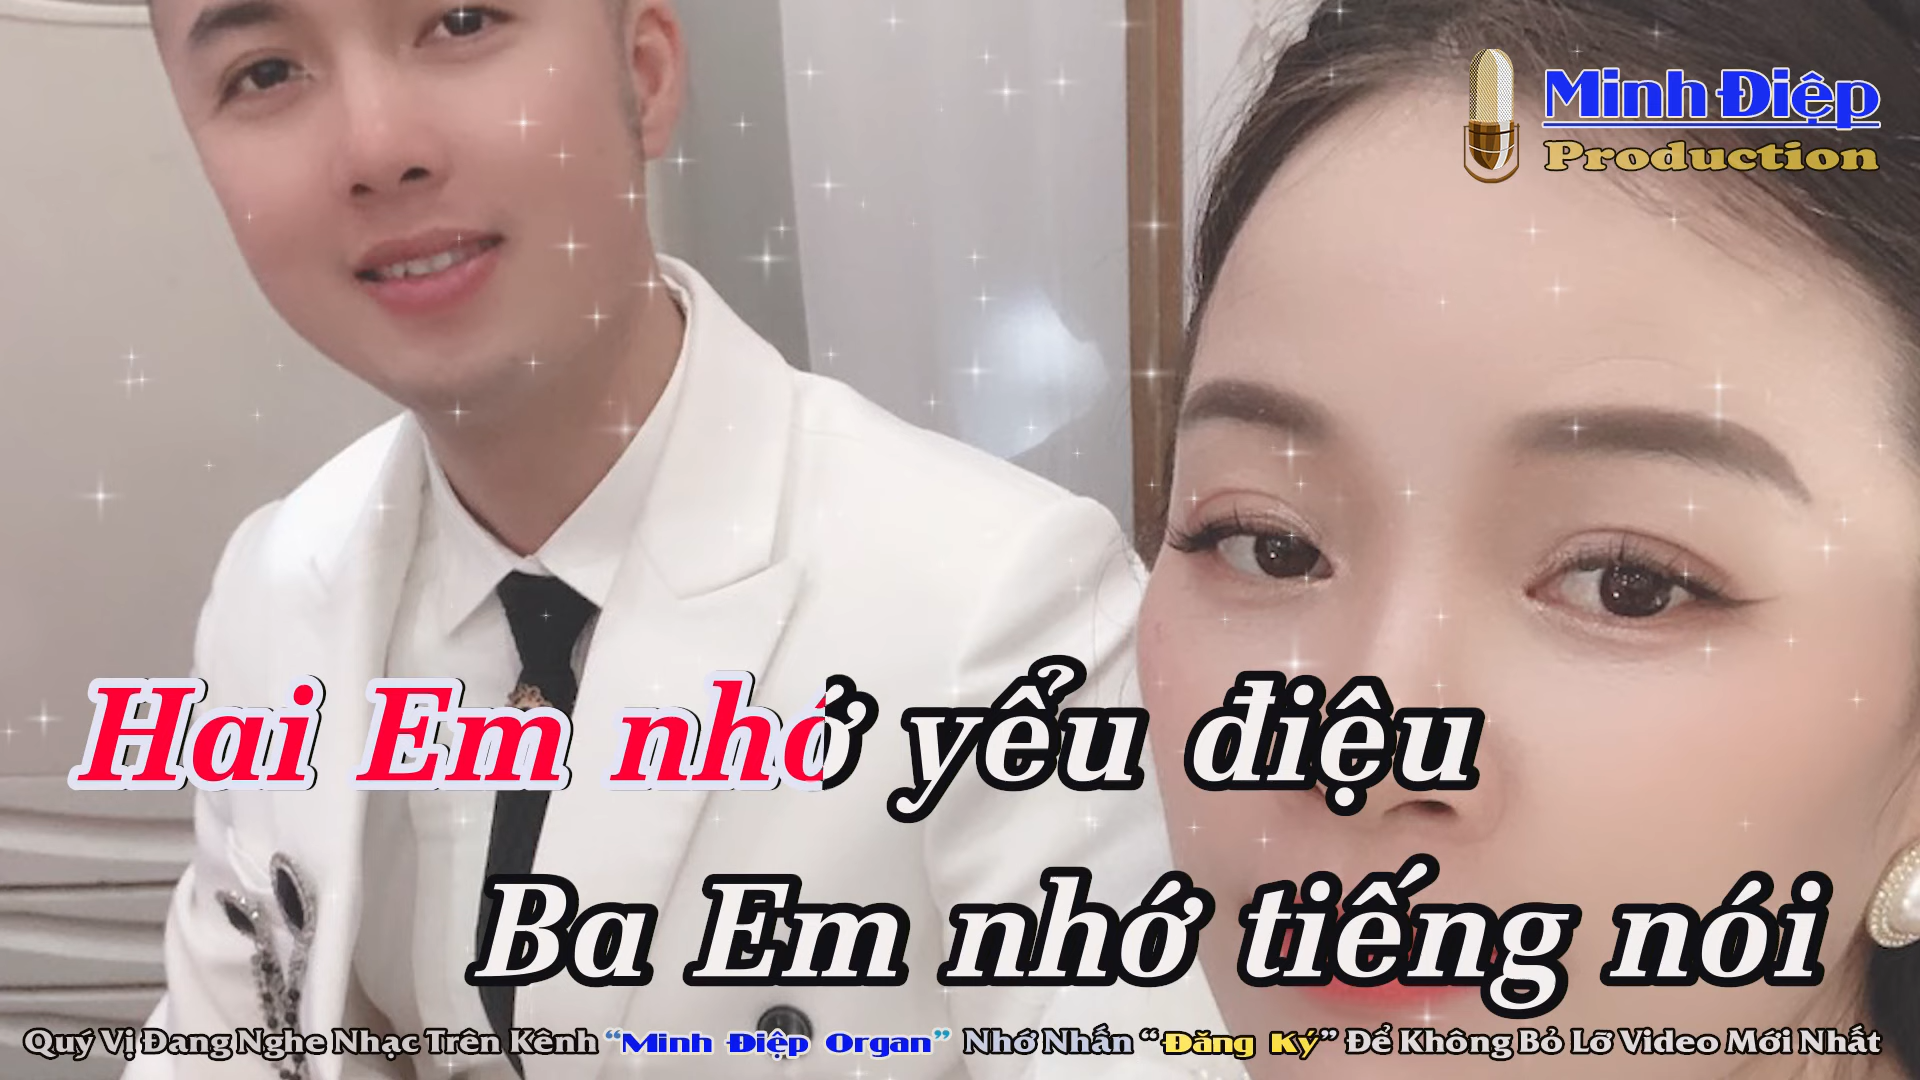 Minh Điệp
Production
Hai Em nhớ yểu điệu
Ba Em nhớ tiếng nói
Quý Vị Đang Nghe Nhạc Trên Kênh “Minh Điệp Organ” Nhớ Nhấn “Đăng Ký” Để Không Bỏ Lỡ Video Mới Nhất